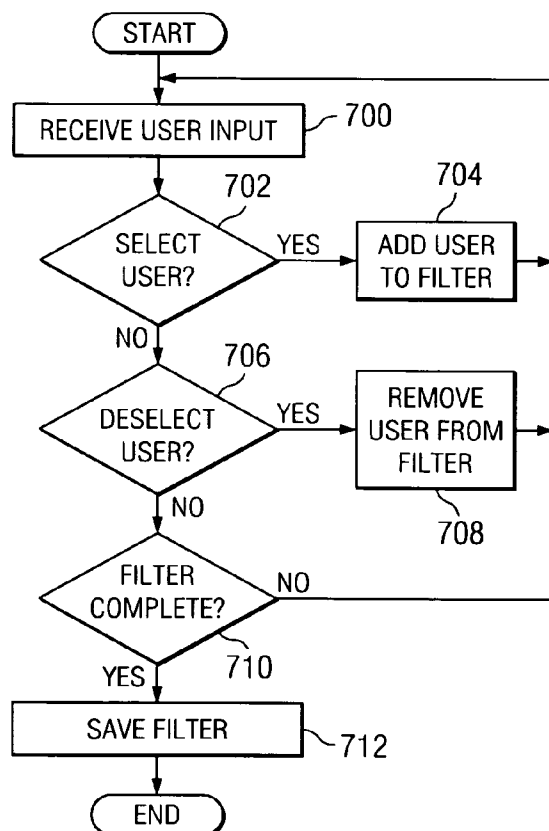 START
RECEIVE USER INPUT
700
702
SELECT
USER?
YES
704
ADD USER
TO FILTER
NO
706
DESELECT
USER?
YES
REMOVE
USER FROM
FILTER
708
NO
FILTER
COMPLETE?
NO
710
YES
SAVE FILTER
712
END